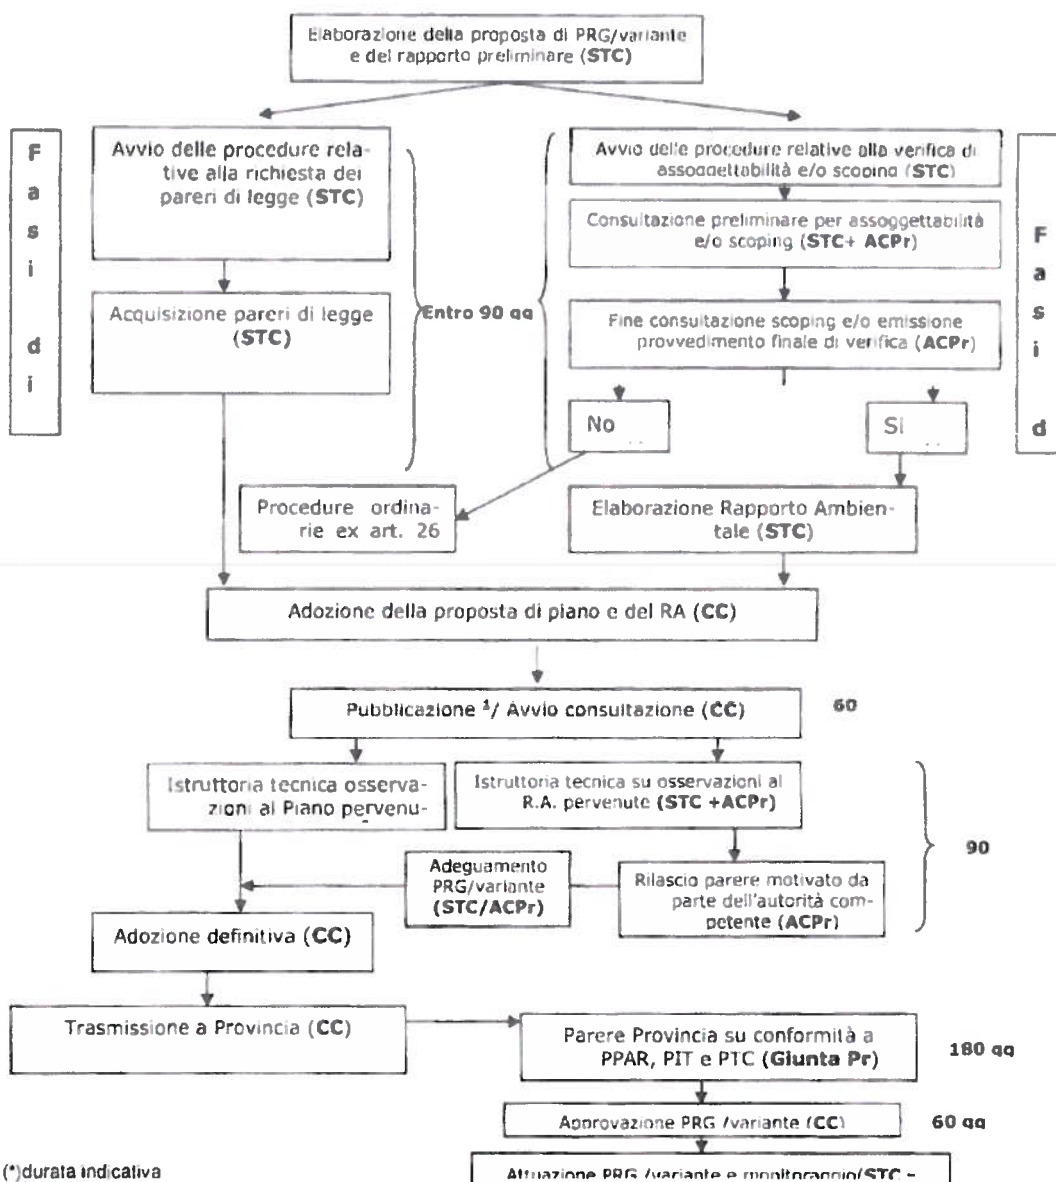 Elaborazione della proposta di PRG/variante
e del rapporto preliminare (STC)
F
a
s
i
d
i
Avvio delle procedure rela-
tive alla richiesta dei
pareri di legge (STC)
Acquisizione pareri di legge
(STC)
Entro 90 gg
Avvio delle procedure relative alla verifica di
assoggettabilità e/o scoping (STC)
Consultazione preliminare per assoggettabilità
e/o scoping (STC+ ACPr)
Fine consultazione scoping e/o emissione
provvedimento finale di verifica (ACPr)
F
a
s
i
d
No
Si
Procedure ordina-
rie ex art. 26
Elaborazione Rapporto Ambien-
tale (STC)
Adozione della proposta di piano e del RA (CC)
Pubblicazione ¹/ Avvio consultazione (CC)
60
Istruttoria tecnica osserva-
zioni al Piano pervenu-
Istruttoria tecnica su osservazioni al
R.A. pervenute (STC +ACPr)
90
Adeguamento
PRG/variante
(STC/ACPr)
Rilascio parere motivato da
parte dell'autorità com-
petente (ACPr)
Adozione definitiva (CC)
Trasmissione a Provincia (CC)
Parere Provincia su conformità a
PPAR, PIT e PTC (Giunta Pr)
180 gg
Approvazione PRG /variante (CC)
60 gg
(*)durata indicativa
Attuazione PRG /variante e monitoraggio(STC –